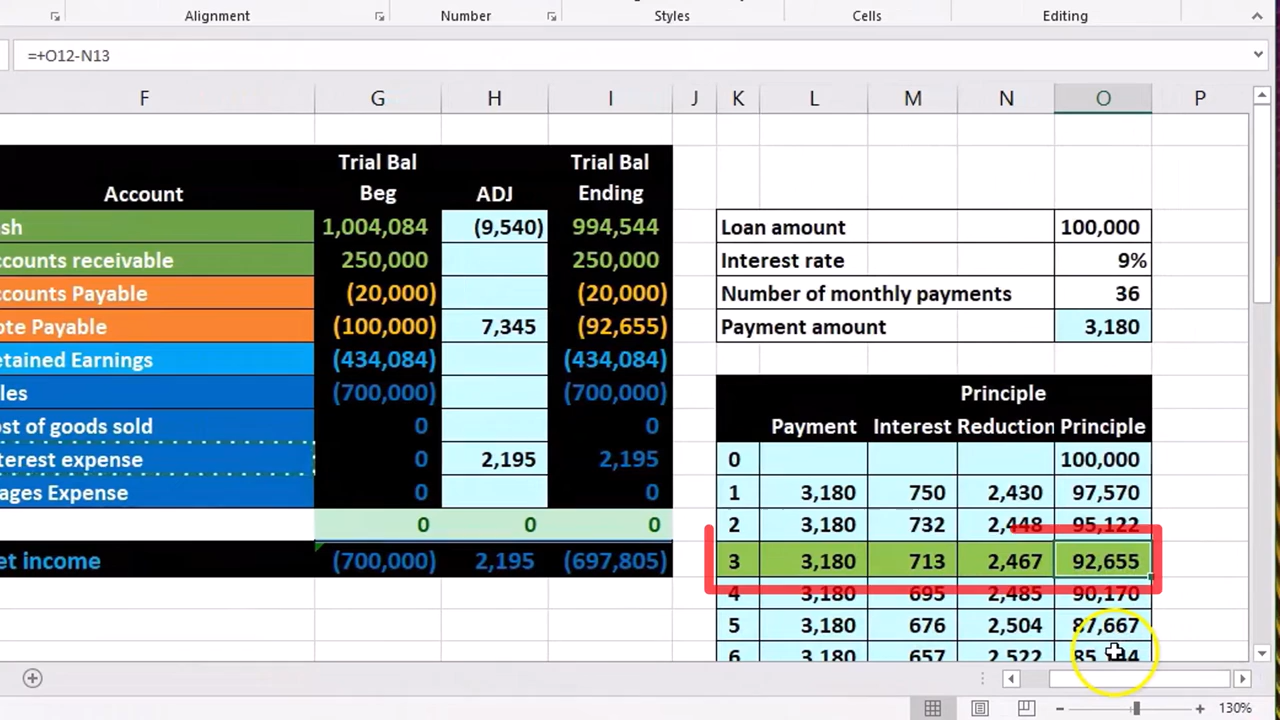 Alignment Number Styles Cells Editing
=+O12-N13
F G H I J K L M N O P
Account Trial Bal Beg ADJ Trial Bal Ending
sh 1,004,084 (9,540) 994,544
ccounts receivable 250,000 250,000
ccounts Payable (20,000) (20,000)
ote Payable (100,000) 7,345 (92,655)
etained Earnings (434,084) (434,084)
les (700,000) (700,000)
ost of goods sold 0 0
terest expense 0 2,195 2,195
ages Expense 0 0
0 0 0
et income (700,000) 2,195 (697,805)
Loan amount 100,000
Interest rate 9%
Number of monthly payments 36
Payment amount 3,180
Payment Interest Principle Reduction Principle
0 100,000
1 3,180 750 2,430 97,570
2 3,180 732 2,448 95,122
3 3,180 713 2,467 92,655
4 3,180 695 2,485 90,170
5 3,180 676 2,504 87,667
6 3,180 657 2,522
130%